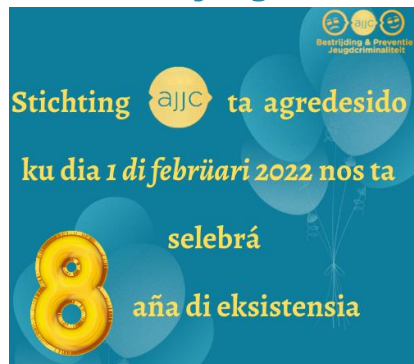 ajjc
Bestrijding & Preventie
Jeugdcriminaliteit
Stichting ajjc ta agredesido
ku dia 1 di febrüari 2022 nos ta
selebrá
8 aña di eksistensia